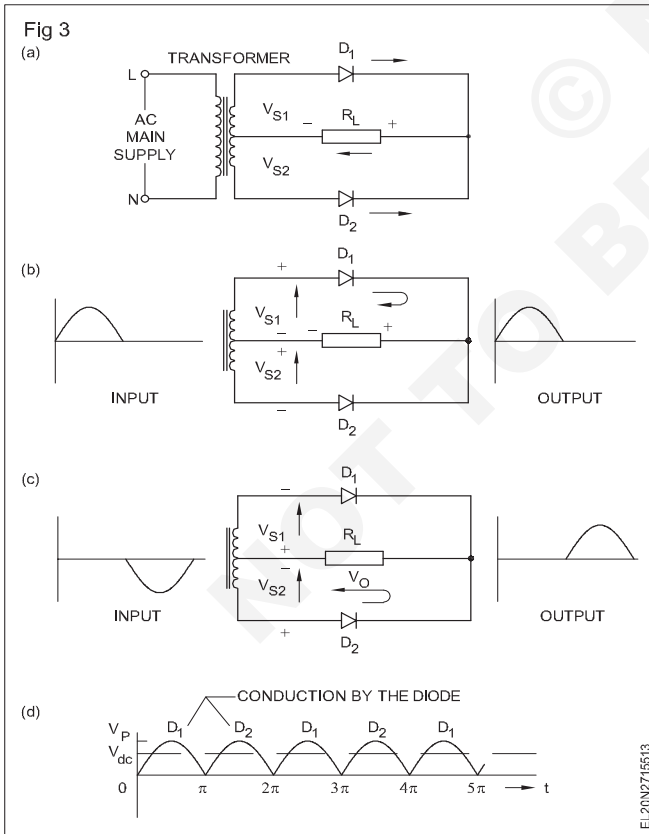 Fig 3
(a)
TRANSFORMER
D1
L
AC
MAIN
SUPPLY
N
VS1
− RL +
VS2
D2
(b)
D1
+
VS1
−
− RL +
+
VS2
−
D2
INPUT
OUTPUT
(c)
D1
−
VS1
+
RL
−
VS2
VO
+
D2
INPUT
OUTPUT
CONDUCTION BY THE DIODE
(d)
VP D1 D2 D1 D2 D1
Vdc
0 π 2π 3π 4π 5π t
EL20N2715513
©
NOT TO BE